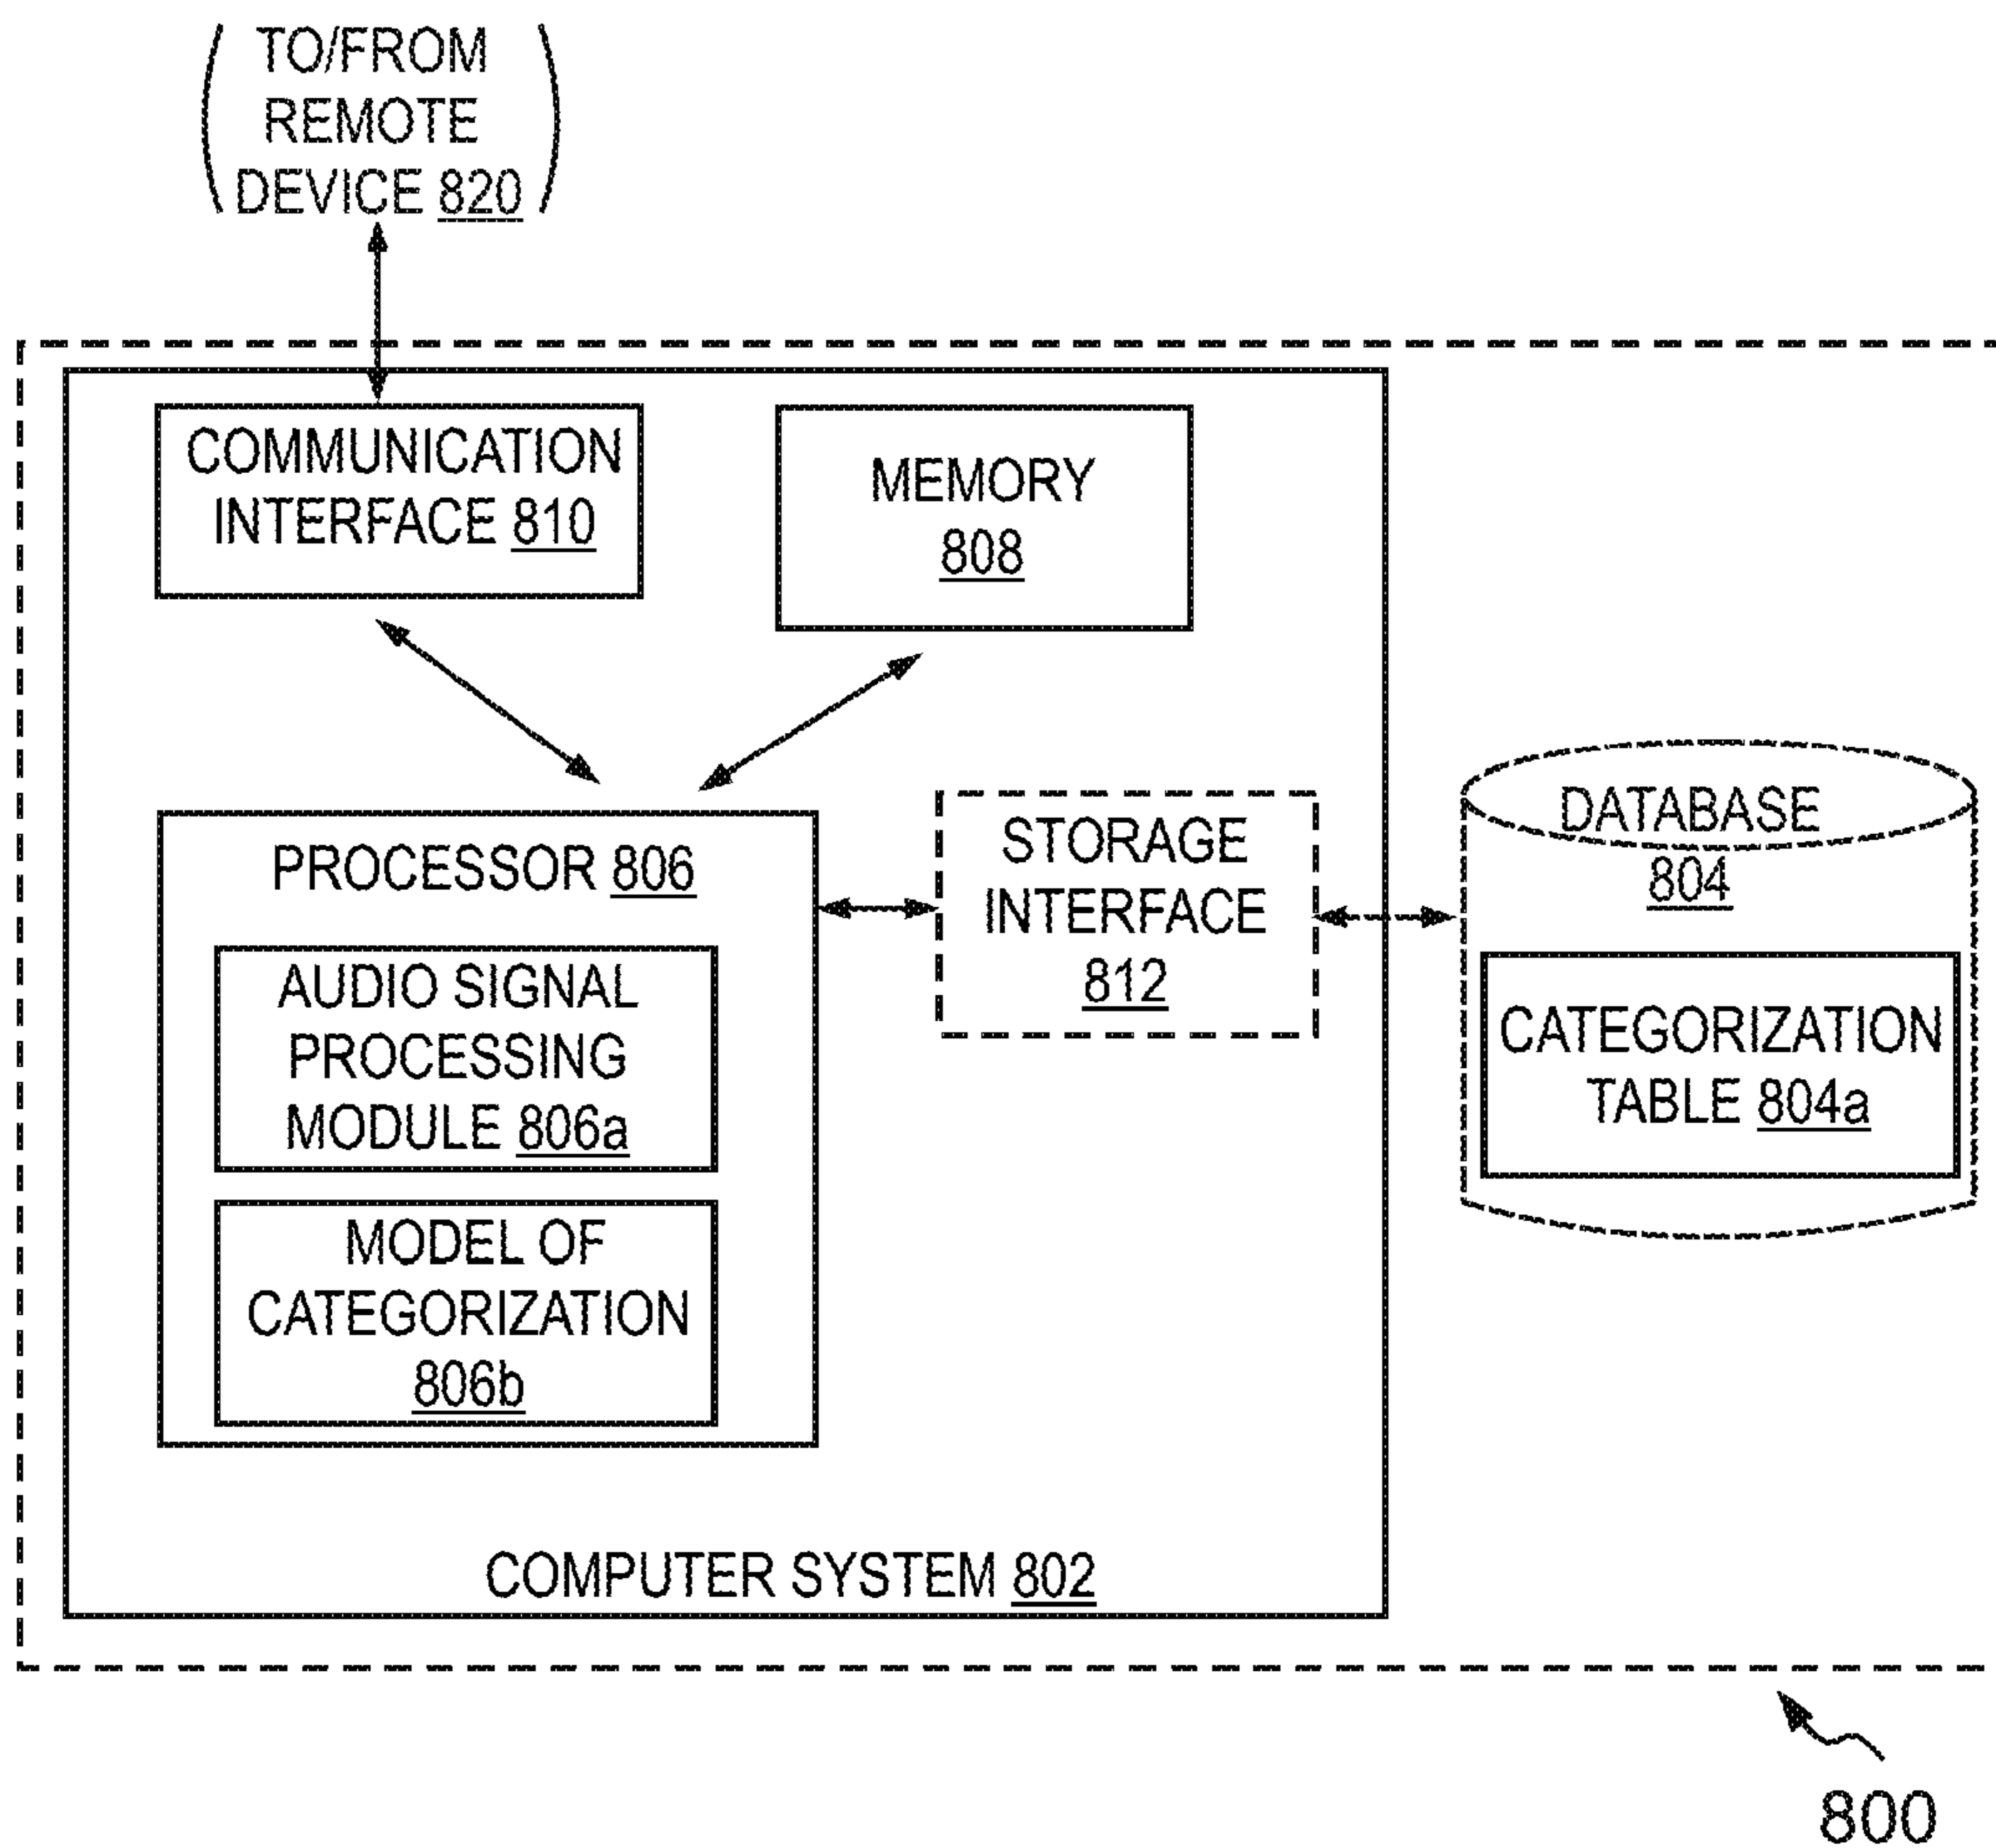 TO/FROM
REMOTE
DEVICE 820
COMMUNICATION
INTERFACE 810
MEMORY
808
PROCESSOR 806
AUDIO SIGNAL
PROCESSING
MODULE 806a
MODEL OF
CATEGORIZATION
806b
STORAGE
INTERFACE
812
DATABASE
804
CATEGORIZATION
TABLE 804a
COMPUTER SYSTEM 802
800